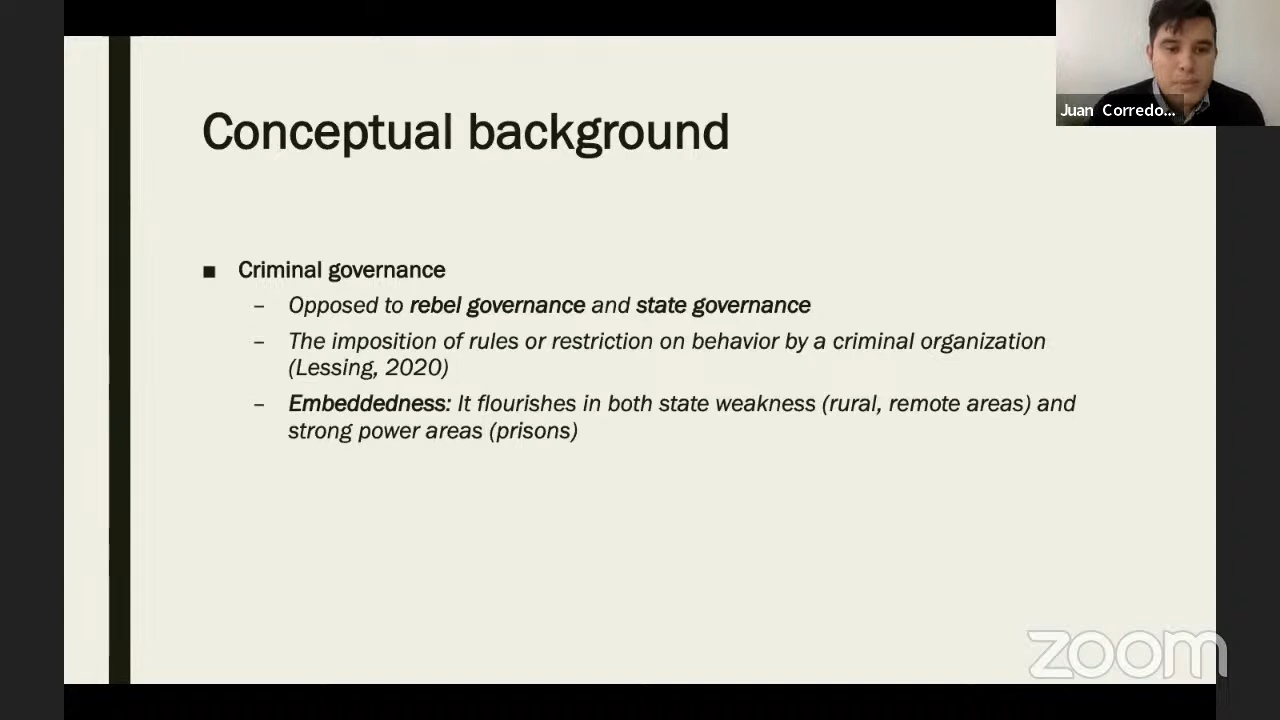 Juan Corredo...
Conceptual background
■ Criminal governance
– Opposed to rebel governance and state governance
– The imposition of rules or restriction on behavior by a criminal organization
(Lessing, 2020)
– Embeddedness: It flourishes in both state weakness (rural, remote areas) and
strong power areas (prisons)
zoom